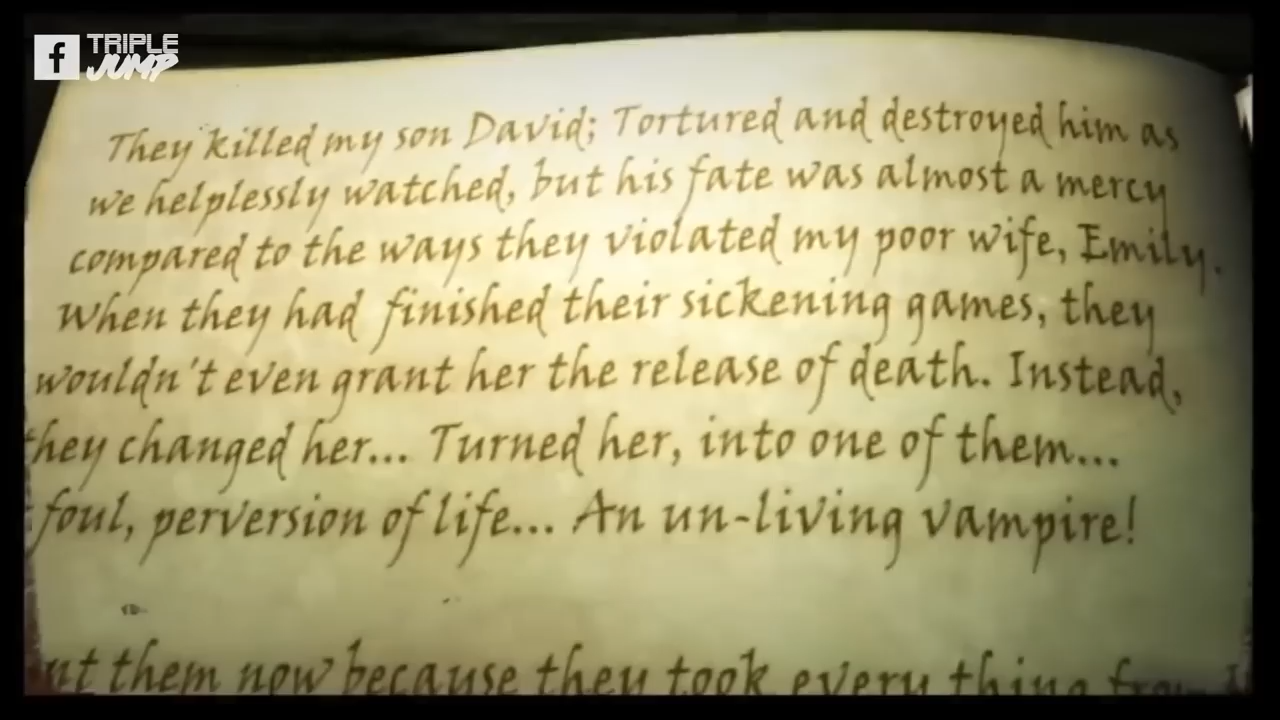 f TRIPLE
JUMP
They killed my son David; Tortured and destroyed him as
we helplessly watched, but his fate was almost a mercy
compared to the ways they violated my poor wife, Emily.
When they had finished their sickening games, they
wouldn't even grant her the release of death. Instead,
they changed her... Turned her, into one of them...
foul, perversion of life... An un-living vampire!
them now because they took every thing